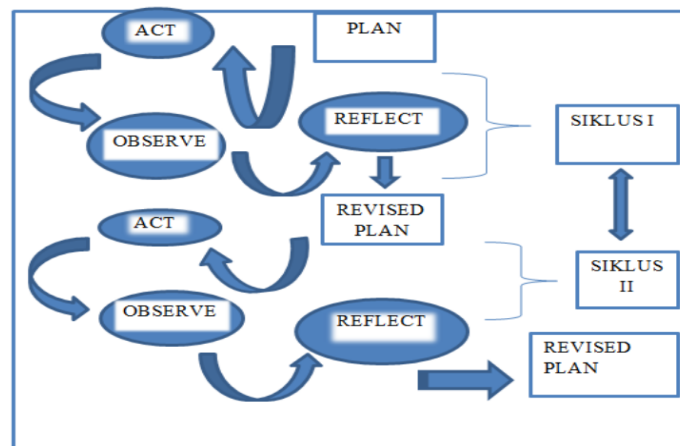 ACT
PLAN
OBSERVE
REFLECT
SIKLUS I
REVISED
PLAN
ACT
OBSERVE
REFLECT
SIKLUS
II
REVISED
PLAN